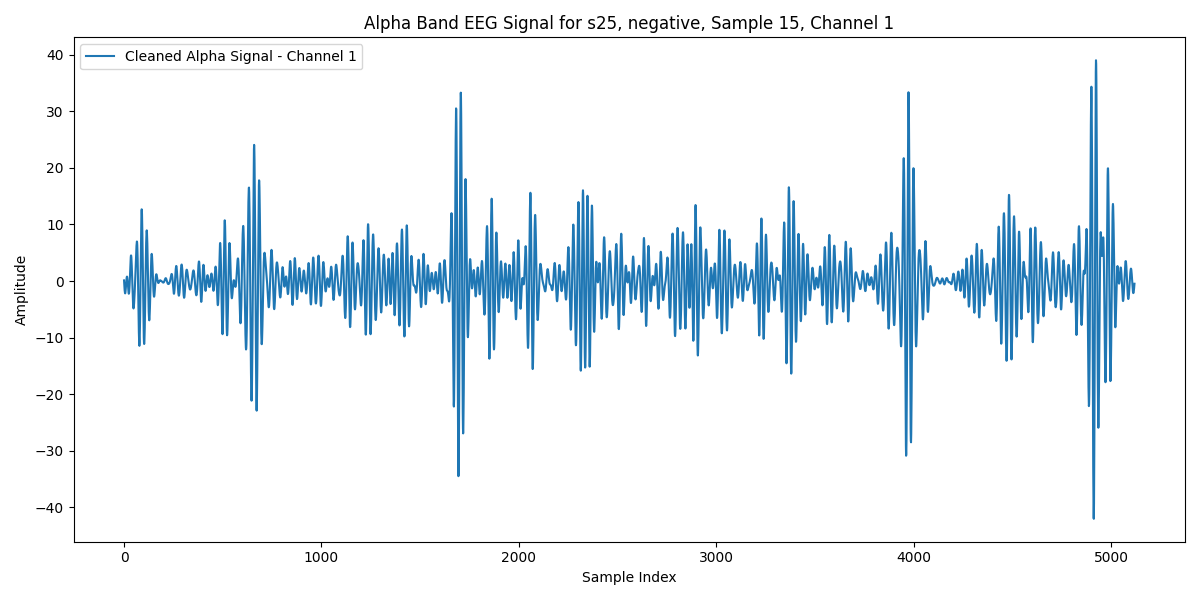 Alpha Band EEG Signal for s25, negative, Sample 15, Channel 1
Cleaned Alpha Signal - Channel 1
40
30
20
10
0
−10
−20
−30
−40
Amplitude
0 1000 2000 3000 4000 5000
Sample Index